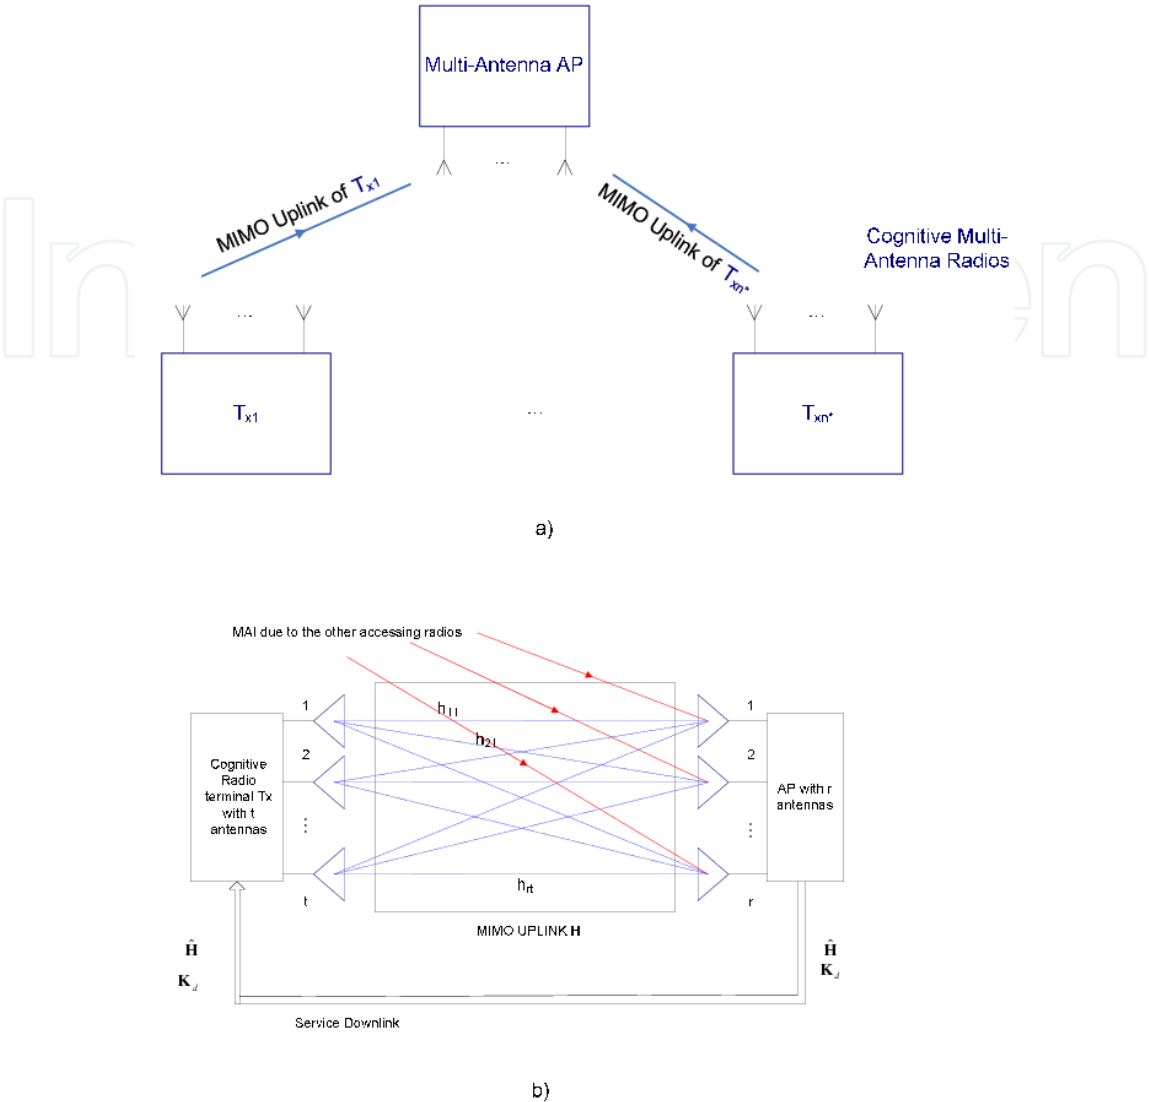 Multi-Antenna AP
...
MIMO Uplink of Tx1
MIMO Uplink of Txn*
Cognitive Multi-
Antenna Radios
...
...
Tx1
...
Txn*
a)
MAI due to the other accessing radios
1
h11
1
2
h21
2
Cognitive
Radio
terminal Tx
with t
antennas
AP with r
antennas
⋮
⋮
t
hrt
r
MIMO UPLINK H
Ĥ
Kd
Ĥ
Kd
Service Downlink
b)